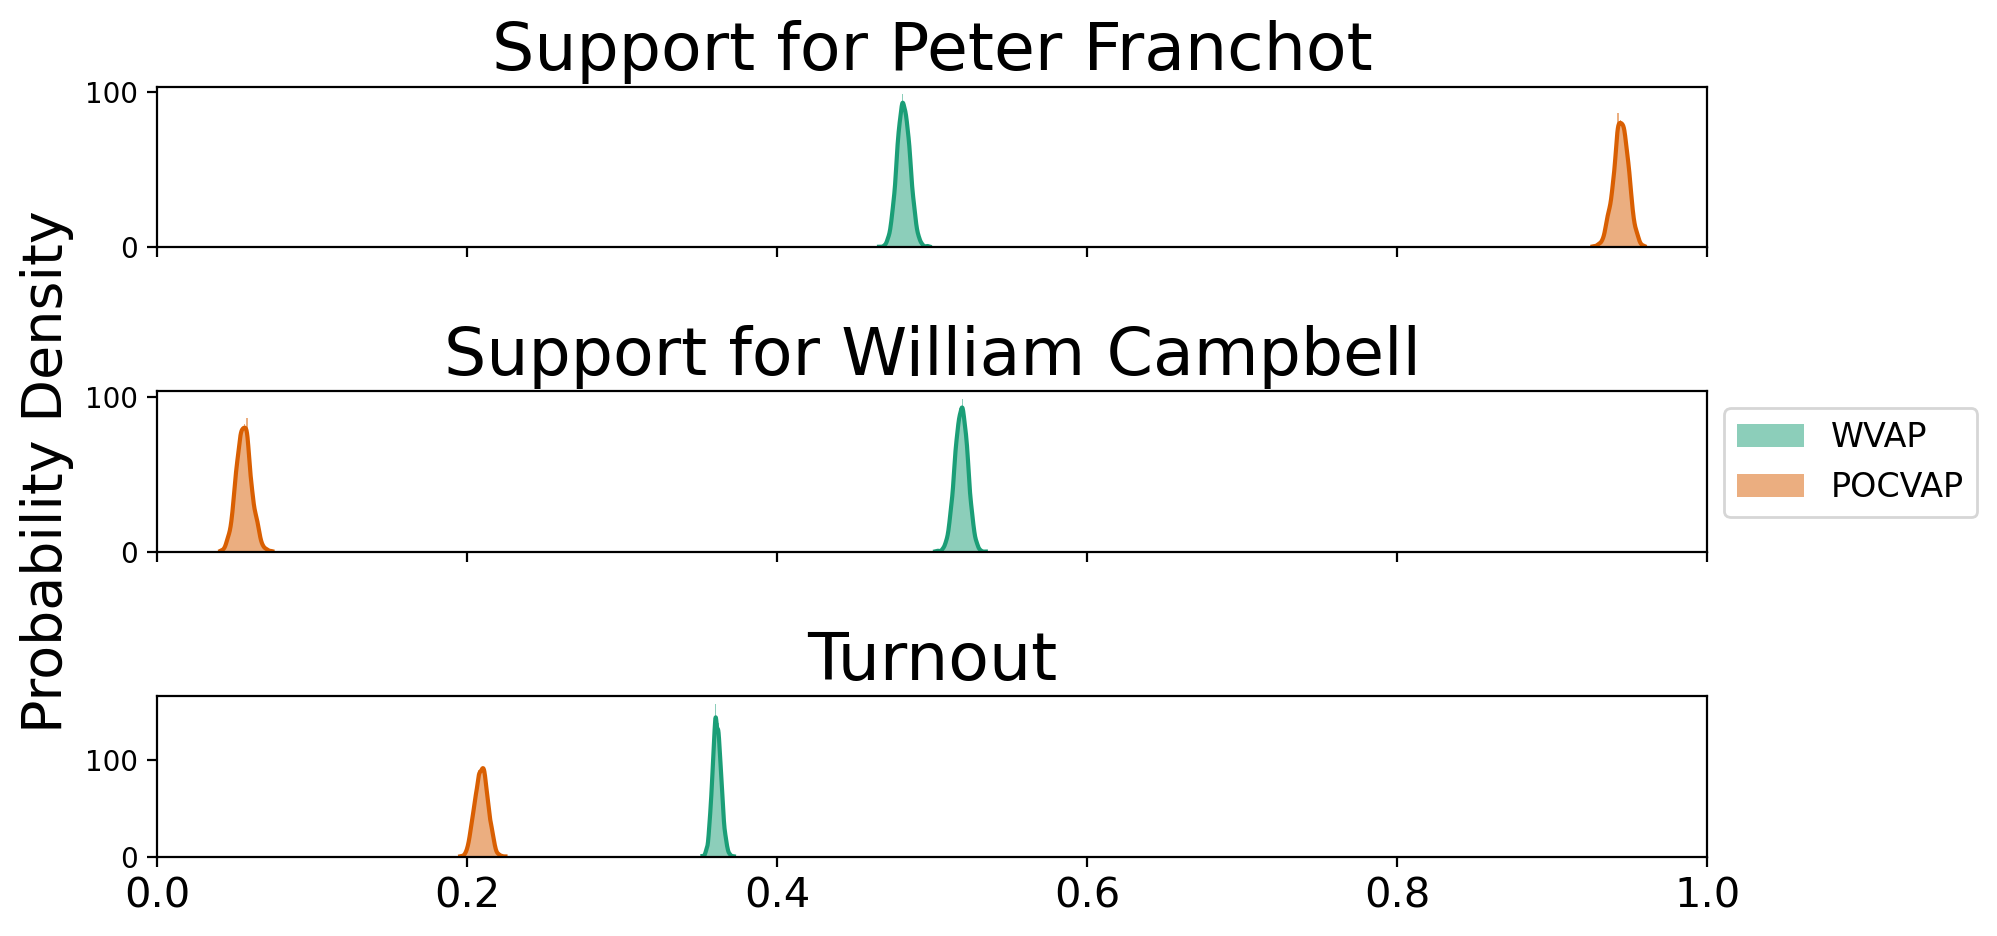 Support for Peter Franchot
100
0
Support for William Campbell
100
0
Probability Density
WVAP
POCVAP
Turnout
100
0
0.0 0.2 0.4 0.6 0.8 1.0